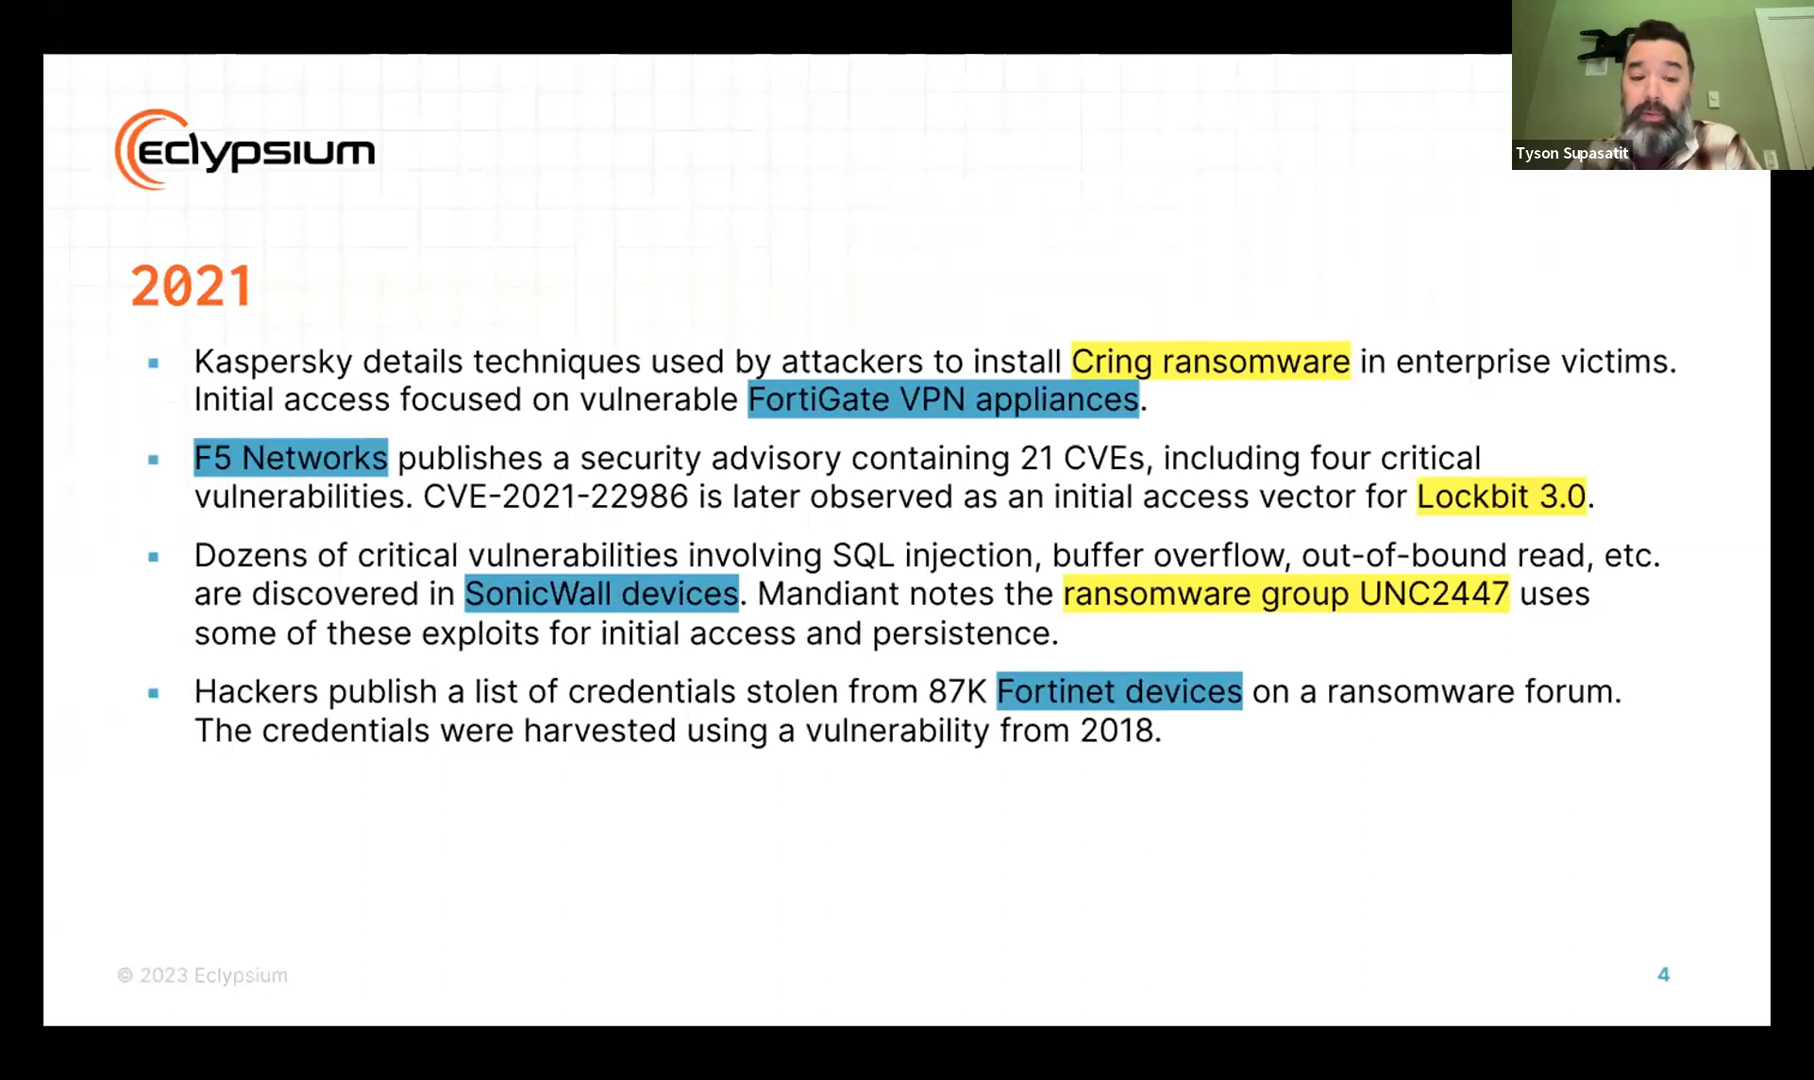 Eclypsium
Tyson Supasatit
2021
▪ Kaspersky details techniques used by attackers to install Cring ransomware in enterprise victims.
Initial access focused on vulnerable FortiGate VPN appliances.
▪ F5 Networks publishes a security advisory containing 21 CVEs, including four critical
vulnerabilities. CVE-2021-22986 is later observed as an initial access vector for Lockbit 3.0.
▪ Dozens of critical vulnerabilities involving SQL injection, buffer overflow, out-of-bound read, etc.
are discovered in SonicWall devices. Mandiant notes the ransomware group UNC2447 uses
some of these exploits for initial access and persistence.
▪ Hackers publish a list of credentials stolen from 87K Fortinet devices on a ransomware forum.
The credentials were harvested using a vulnerability from 2018.
© 2023 Eclypsium
4